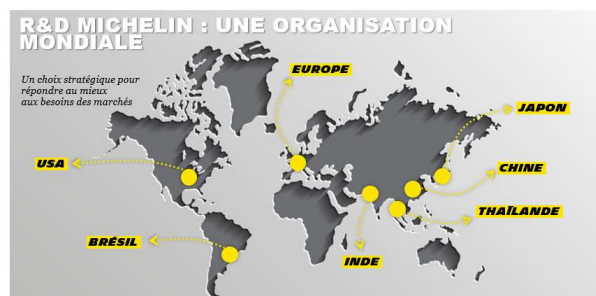 R&D MICHELIN : UNE ORGANISATION
MONDIALE
Un choix stratégique pour
répondre au mieux
aux besoins des marchés
EUROPE
JAPON
USA
CHINE
THAÏLANDE
BRÉSIL
INDE